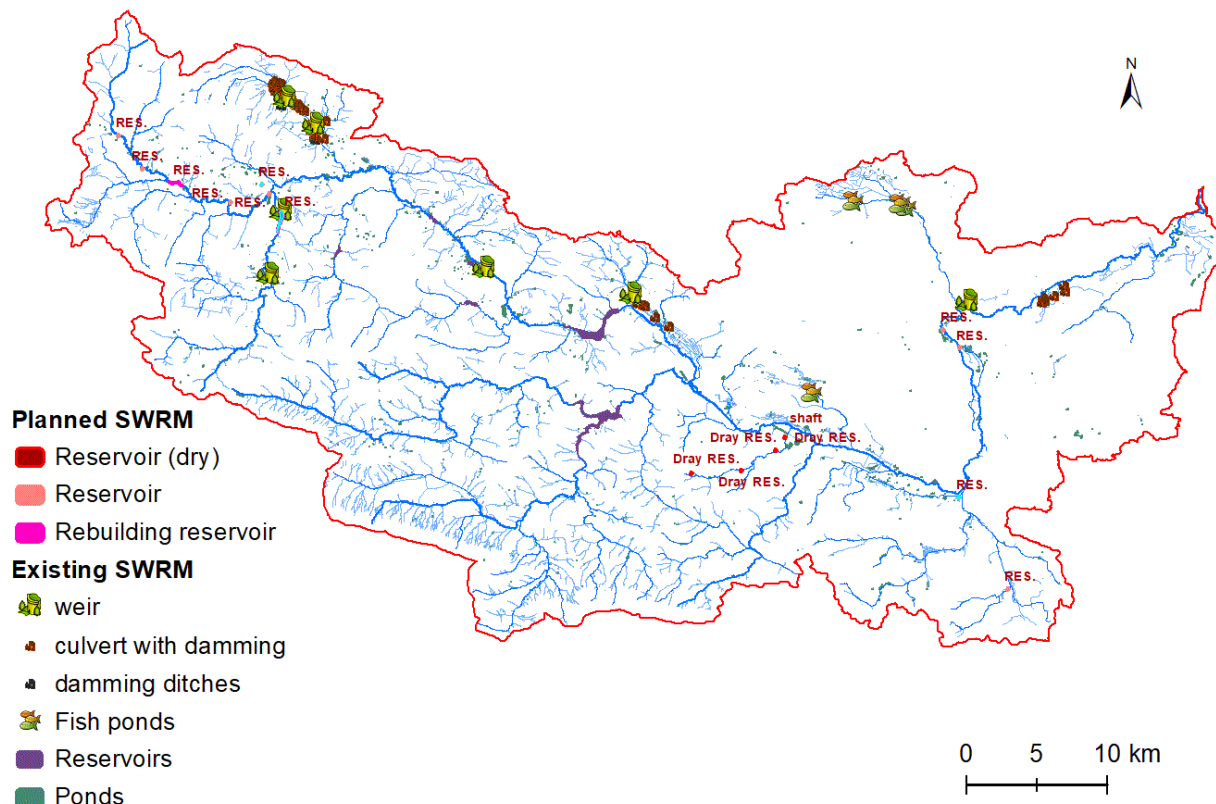 N
RES.
RES.
RES.
RES.
RES.
RES.
RES.
RES.
RES.
shaft
Dray RES.
Dray RES.
Dray RES.
Dray RES.
RES.
RES.
Planned SWRM
Reservoir (dry)
Reservoir
Rebuilding reservoir
Existing SWRM
weir
culvert with damming
damming ditches
Fish ponds
Reservoirs
Ponds
0 5 10 km